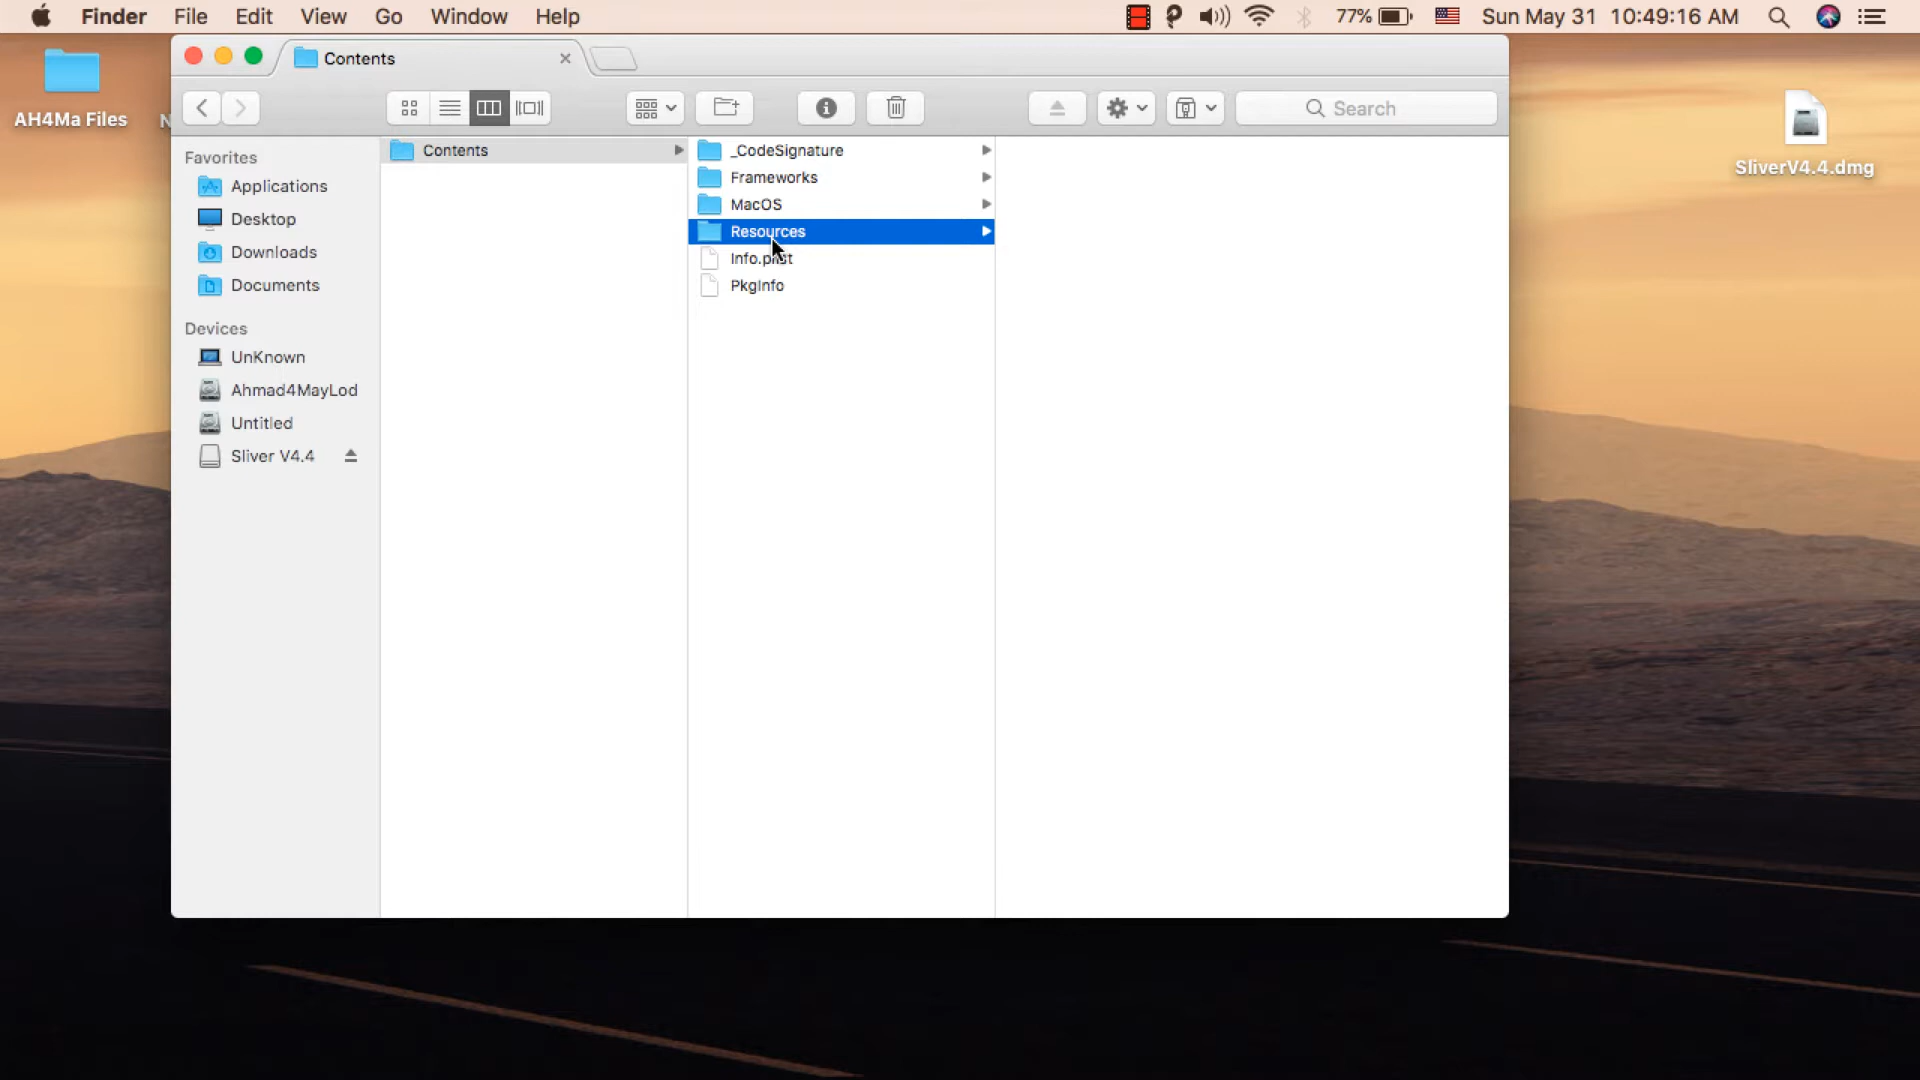 Finder File Edit View Go Window Help 77% Sun May 31 10:49:16 AM
Contents
AH4Ma Files
Search
SliverV4.4.dmg
Favorites
Applications
Desktop
Downloads
Documents
Devices
UnKnown
Ahmad4MayLod
Untitled
Sliver V4.4
Contents
_CodeSignature
Frameworks
MacOS
Resources
Info.plist
PkgInfo